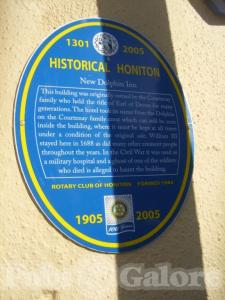 1301 2005
HISTORICAL HONITON
New Dolphin Inn
This building was originally owned by the Courtenay
family who held the title of Earl of Devon for many
generations. The hotel took its name from the Dolphin
on the Courtenay family crest which can still be seen
inside the building, where it must be kept at all times
under a condition of the original sale. William III
stayed here in 1688 as did many other eminent people
throughout the years. In the Civil War it was used as
a military hospital and a ghost of one of the soldiers
who died is alleged to haunt the building.
ROTARY CLUB OF HONITON FORMED 1944
1905 2005
100